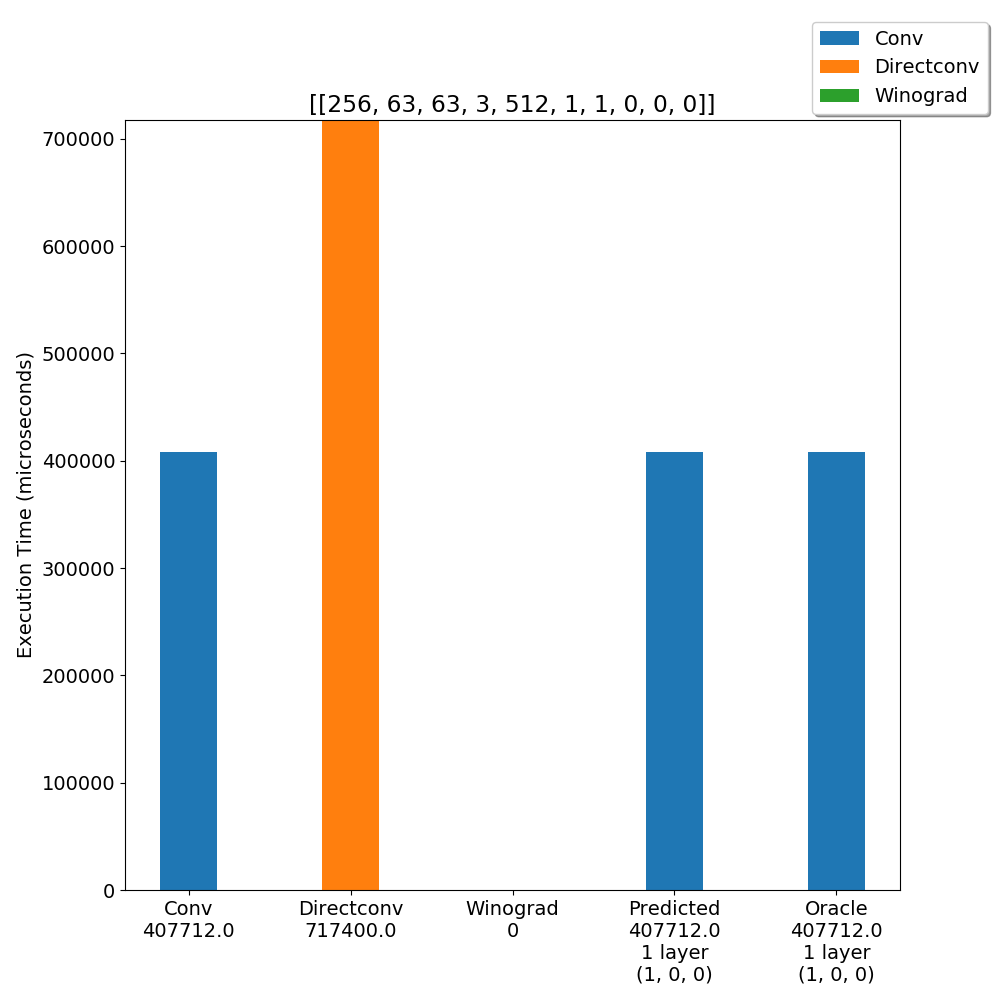 Conv
Directconv
Winograd
[[256, 63, 63, 3, 512, 1, 1, 0, 0, 0]]
Execution Time (microseconds)
700000
600000
500000
400000
300000
200000
100000
0
Conv
407712.0
Directconv
717400.0
Winograd
0
Predicted
407712.0
1 layer
(1, 0, 0)
Oracle
407712.0
1 layer
(1, 0, 0)